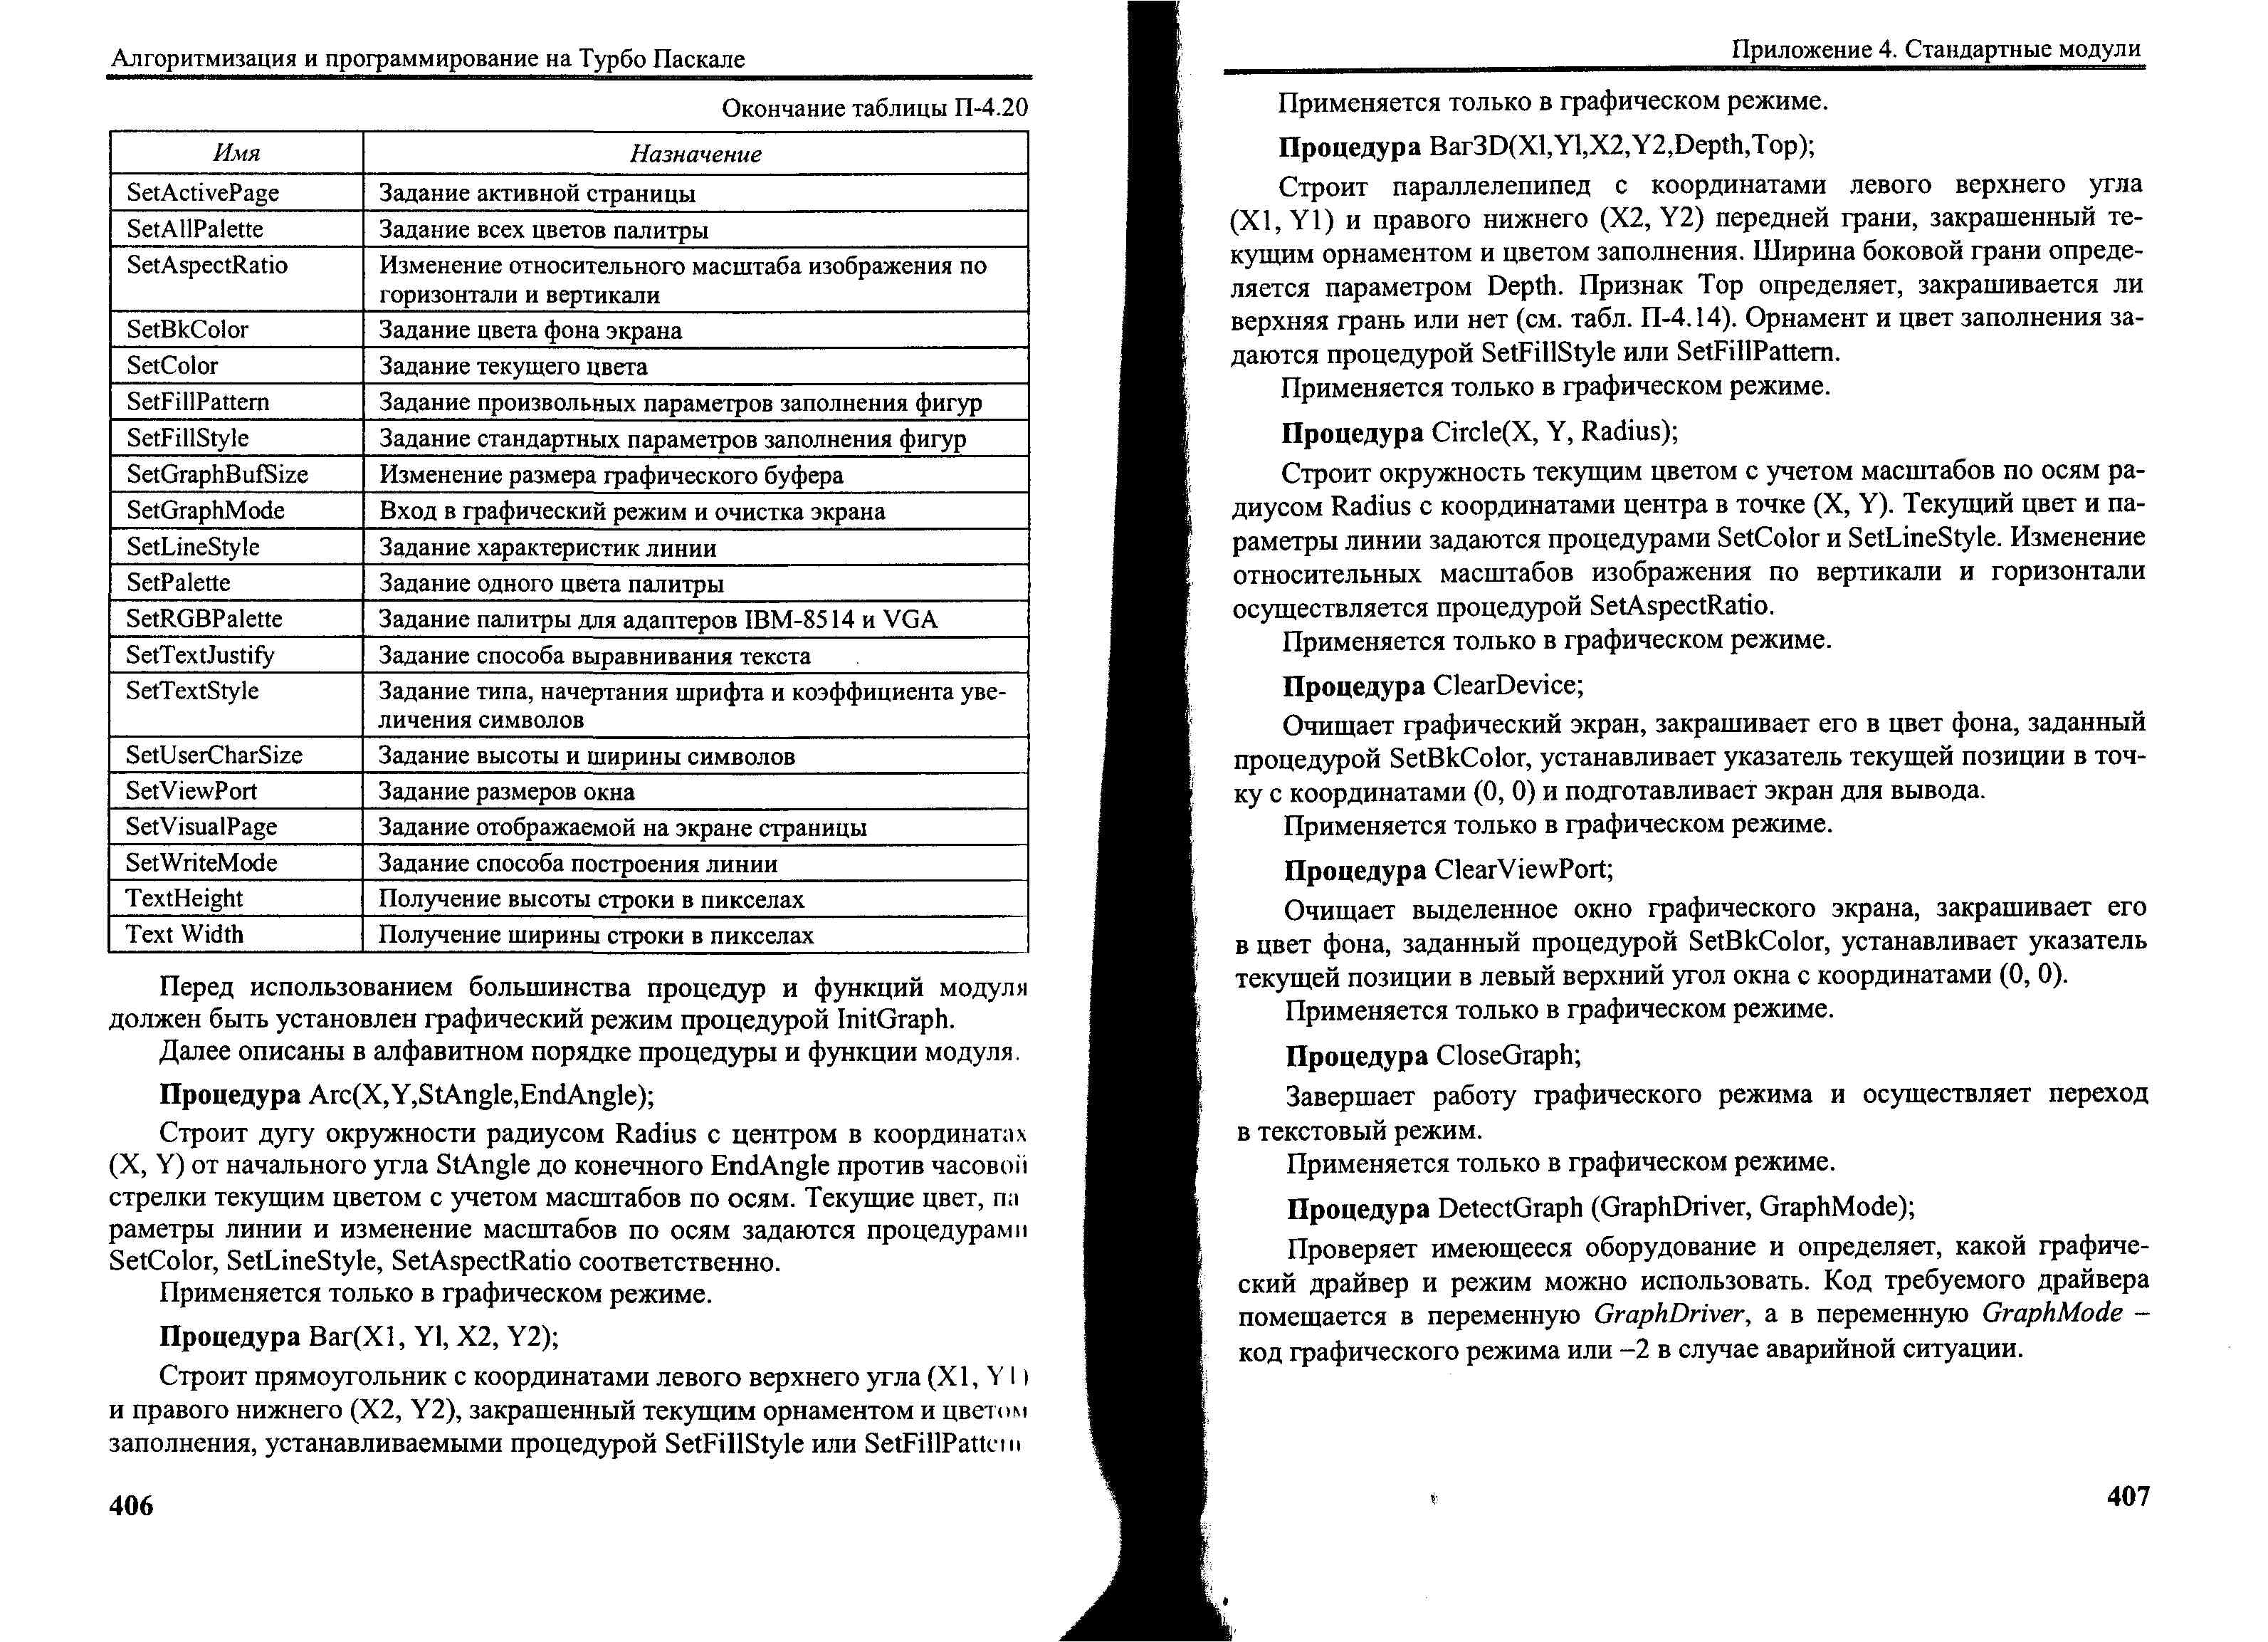 Алгоритмизация и программирование на Турбо Паскале
Окончание таблицы П-4.20
Имя Назначение
SetActivePage Задание активной страницы
SetAllPalette Задание всех цветов палитры
SetAspectRatio Изменение относительного масштаба изображения по
горизонтали и вертикали
SetBkColor Задание цвета фона экрана
SetColor Задание текущего цвета
SetFillPattern Задание произвольных параметров заполнения фигур
SetFillStyle Задание стандартных параметров заполнения фигур
SetGraphBufSize Изменение размера графического буфера
SetGraphMode Вход в графический режим и очистка экрана
SetLineStyle Задание характеристик линии
SetPalette Задание одного цвета палитры
SetRGBPalette Задание палитры для адаптеров IBM-8514 и VGA
SetTextJustify Задание способа выравнивания текста
SetTextStyle Задание типа, начертания шрифта и коэффициента уве-
личения символов
SetUserCharSize Задание высоты и ширины символов
SetViewPort Задание размеров окна
SetVisualPage Задание отображаемой на экране страницы
SetWriteMode Задание способа построения линии
TextHeight Получение высоты строки в пикселах
Text Width Получение ширины строки в пикселах
Перед использованием большинства процедур и функций модуля
должен быть установлен графический режим процедурой InitGraph.
Далее описаны в алфавитном порядке процедуры и функции модуля.
Процедура Arc(X,Y,StAngle,EndAngle);
Строит дугу окружности радиусом Radius с центром в координатах
(X, Y) от начального угла StAngle до конечного EndAngle против часовой
стрелки текущим цветом с учетом масштабов по осям. Текущие цвет, па
раметры линии и изменение масштабов по осям задаются процедурами
SetColor, SetLineStyle, SetAspectRatio соответственно.
Применяется только в графическом режиме.
Процедура Bar(X1, Y1, X2, Y2);
Строит прямоугольник с координатами левого верхнего угла (X1, Y1)
и правого нижнего (X2, Y2), закрашенный текущим орнаментом и цветом
заполнения, устанавливаемыми процедурой SetFillStyle или SetFillPattern
406
Приложение 4. Стандартные модули
Применяется только в графическом режиме.
Процедура Bar3D(X1,Y1,X2,Y2,Depth,Top);
Строит параллелепипед с координатами левого верхнего угла
(X1, Y1) и правого нижнего (X2, Y2) передней грани, закрашенный те-
кущим орнаментом и цветом заполнения. Ширина боковой грани опреде-
ляется параметром Depth. Признак Top определяет, закрашивается ли
верхняя грань или нет (см. табл. П-4.14). Орнамент и цвет заполнения за-
даются процедурой SetFillStyle или SetFillPattern.
Применяется только в графическом режиме.
Процедура Circle(X, Y, Radius);
Строит окружность текущим цветом с учетом масштабов по осям ра-
диусом Radius с координатами центра в точке (X, Y). Текущий цвет и па-
раметры линии задаются процедурами SetColor и SetLineStyle. Изменение
относительных масштабов изображения по вертикали и горизонтали
осуществляется процедурой SetAspectRatio.
Применяется только в графическом режиме.
Процедура ClearDevice;
Очищает графический экран, закрашивает его в цвет фона, заданный
процедурой SetBkColor, устанавливает указатель текущей позиции в точ-
ку с координатами (0, 0) и подготавливает экран для вывода.
Применяется только в графическом режиме.
Процедура ClearViewPort;
Очищает выделенное окно графического экрана, закрашивает его
в цвет фона, заданный процедурой SetBkColor, устанавливает указатель
текущей позиции в левый верхний угол окна с координатами (0, 0).
Применяется только в графическом режиме.
Процедура CloseGraph;
Завершает работу графического режима и осуществляет переход
в текстовый режим.
Применяется только в графическом режиме.
Процедура DetectGraph (GraphDriver, GraphMode);
Проверяет имеющееся оборудование и определяет, какой графиче-
ский драйвер и режим можно использовать. Код требуемого драйвера
помещается в переменную GraphDriver, а в переменную GraphMode –
код графического режима или –2 в случае аварийной ситуации.
407